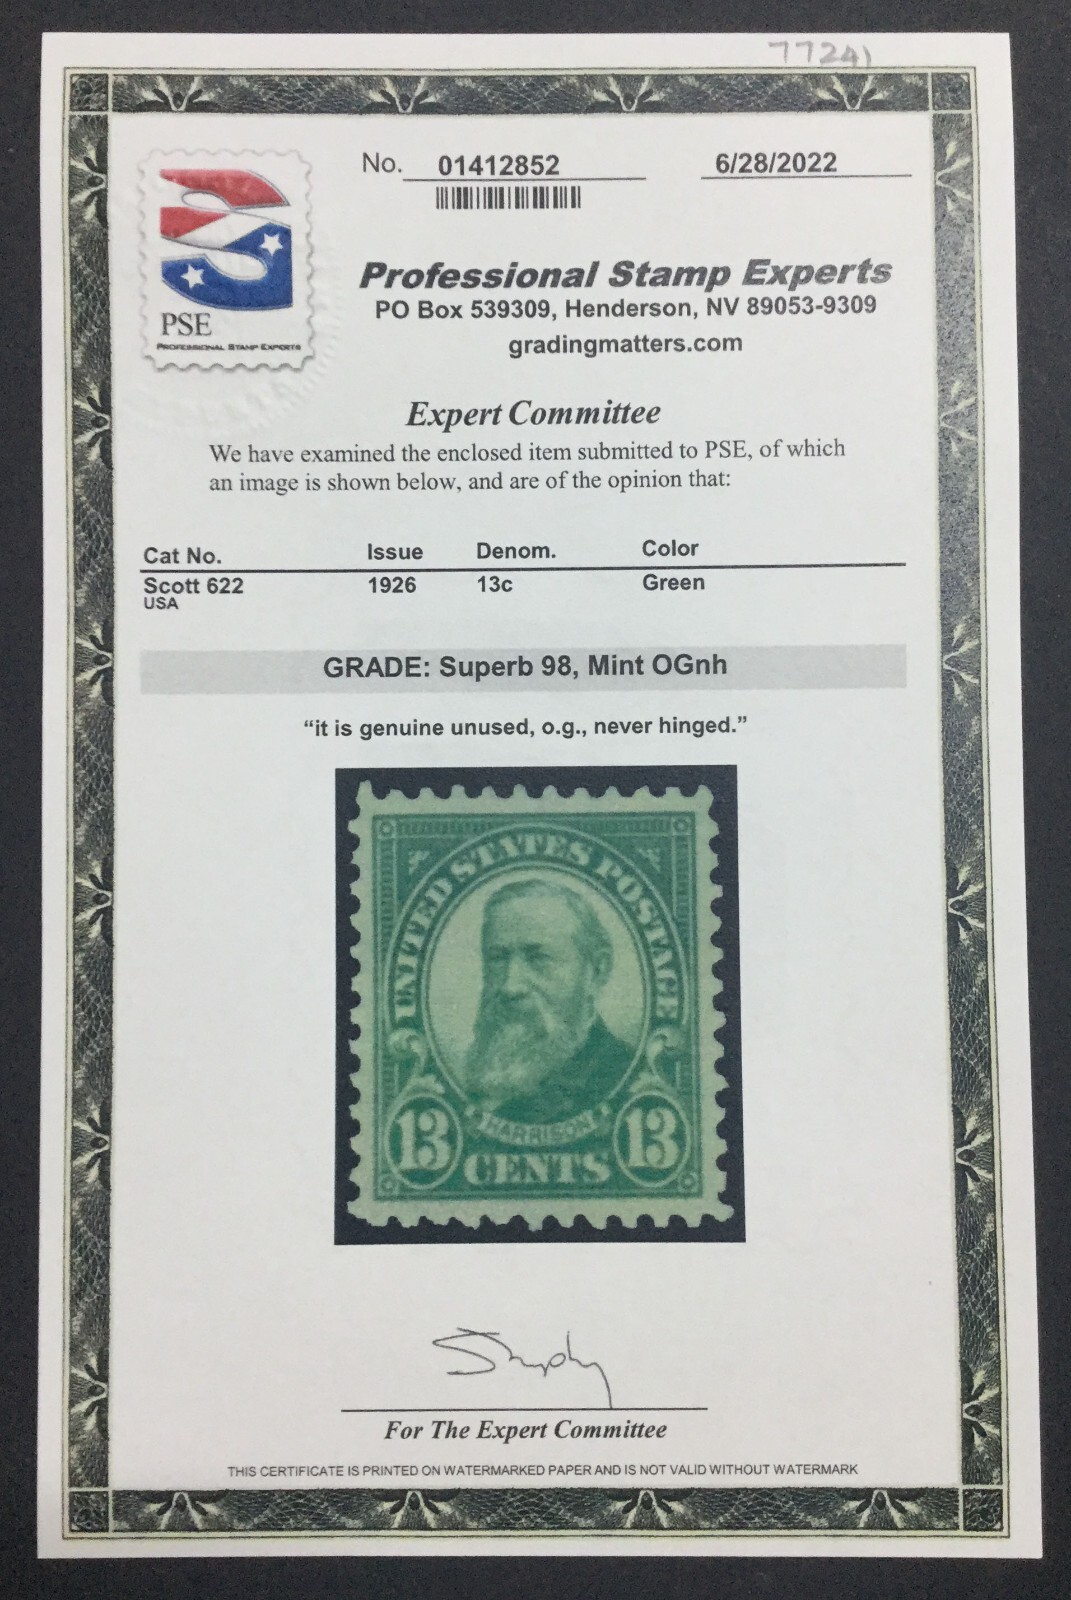 77241
No. 01412852 6/28/2022
PSE
PROFESSIONAL STAMP EXPERTS
Professional Stamp Experts
PO Box 539309, Henderson, NV 89053-9309
gradingmatters.com
Expert Committee
We have examined the enclosed item submitted to PSE, of which
an image is shown below, and are of the opinion that:
Cat No. Issue Denom. Color
Scott 622 1926 13c Green
USA
GRADE: Superb 98, Mint OGnh
“it is genuine unused, o.g., never hinged.”
UNITED STATES POSTAGE
HARRISON
13 CENTS 13
For The Expert Committee
THIS CERTIFICATE IS PRINTED ON WATERMARKED PAPER AND IS NOT VALID WITHOUT WATERMARK